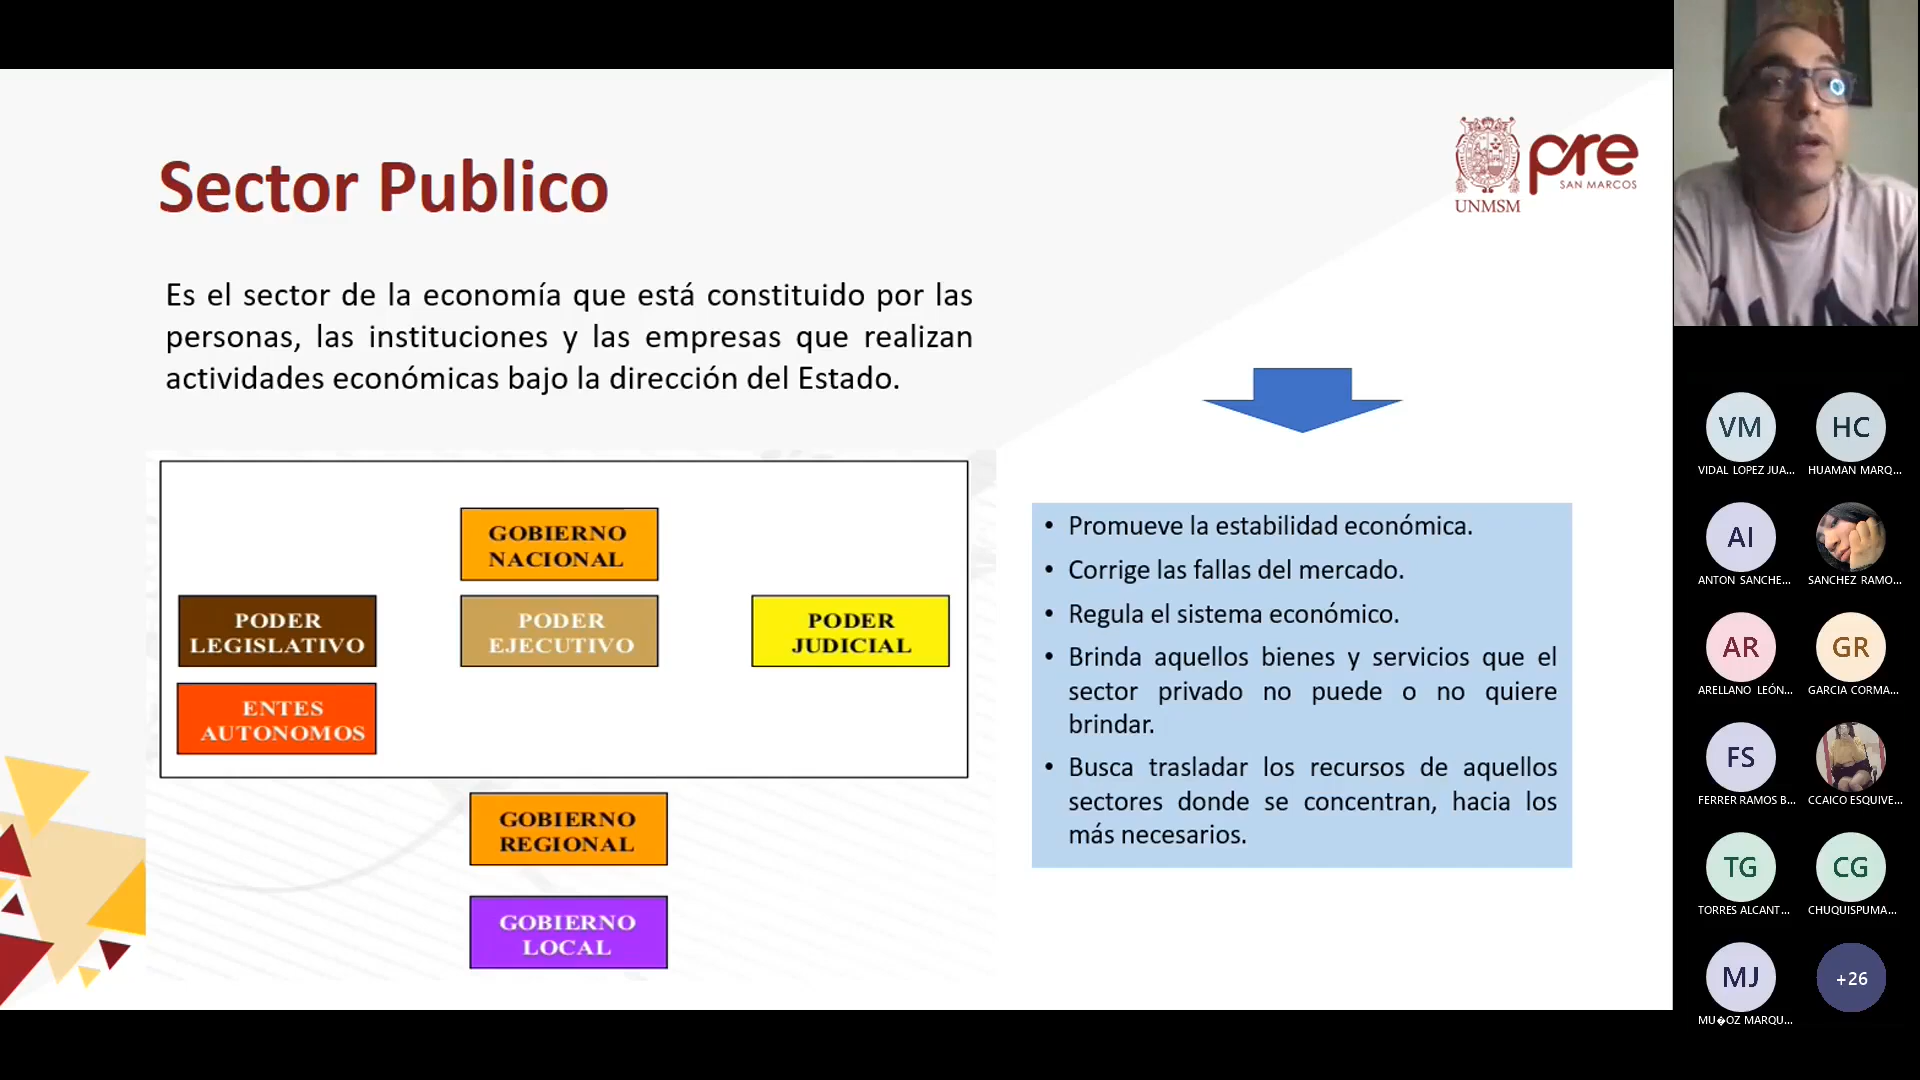 Sector Publico
UNMSM
pre
SAN MARCOS
Es el sector de la economía que está constituido por las
personas, las instituciones y las empresas que realizan
actividades económicas bajo la dirección del Estado.
GOBIERNO
NACIONAL
PODER
LEGISLATIVO
PODER
EJECUTIVO
PODER
JUDICIAL
ENTES
AUTONOMOS
GOBIERNO
REGIONAL
GOBIERNO
LOCAL
• Promueve la estabilidad económica.
• Corrige las fallas del mercado.
• Regula el sistema económico.
• Brinda aquellos bienes y servicios que el
sector privado no puede o no quiere
brindar.
• Busca trasladar los recursos de aquellos
sectores donde se concentran, hacia los
más necesarios.
VM
VIDAL LOPEZ JUA...
HC
HUAMAN MARQ...
AI
ANTON SANCHE...
SANCHEZ RAMO...
AR
ARELLANO LEÓN...
GR
GARCIA CORMA...
FS
FERRER RAMOS B...
CCAICO ESQUIVE...
TG
TORRES ALCANT...
CG
CHUQUISPUMA...
MJ
MU�OZ MARQU...
+26